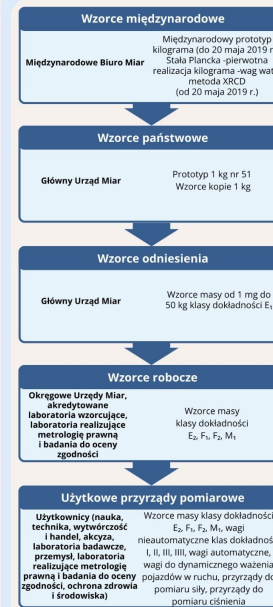 Wzorce międzynarodowe
Międzynarodowe Biuro Miar
Międzynarodowy prototyp
kilograma (do 20 maja 2019 r
Stała Plancka -pierwotna
realizacja kilograma -wag wat
metoda XRCD
(od 20 maja 2019 r.)
Wzorce państwowe
Główny Urząd Miar
Prototyp 1 kg nr 51
Wzorce kopie 1 kg
Wzorce odniesienia
Główny Urząd Miar
Wzorce masy od 1 mg do
50 kg klasy dokładności E₁
Wzorce robocze
Okręgowe Urzędy Miar,
akredytowane
laboratoria wzorcujące,
laboratoria realizujące
metrologię prawną
i badania do oceny
zgodności
Wzorce masy
klasy dokładności
E₂, F₁, F₂, M₁
Użytkowe przyrządy pomiarowe
Użytkownicy (nauka,
technika, wytwórczość
i handel, akcyza,
laboratoria badawcze,
przemysł, laboratoria
realizujące metrologię
prawną i badania do oceny
zgodności, ochrona zdrowia
i środowiska)
Wzorce masy klasy dokładności
E₂, F₁, F₂, M₁, wagi
nieautomatyczne klas dokładnoś
I, II, III, IIII, wagi automatyczne,
wagi do dynamicznego ważenia
pojazdów w ruchu, przyrządy do
pomiaru siły, przyrządy do
pomiaru ciśnienia